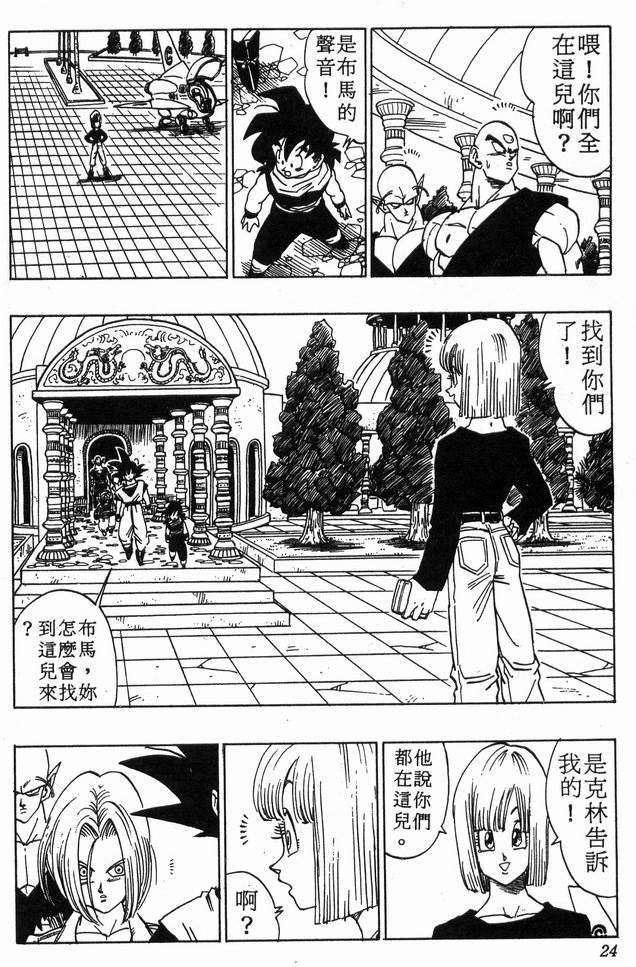 喂！你們全
在這兒啊？
是布馬的
聲音！
找到你們
了！
布馬，妳
怎麼會找
到這兒來
？
是克林告訴
我的！
他說你們
都在這兒。
啊？
24